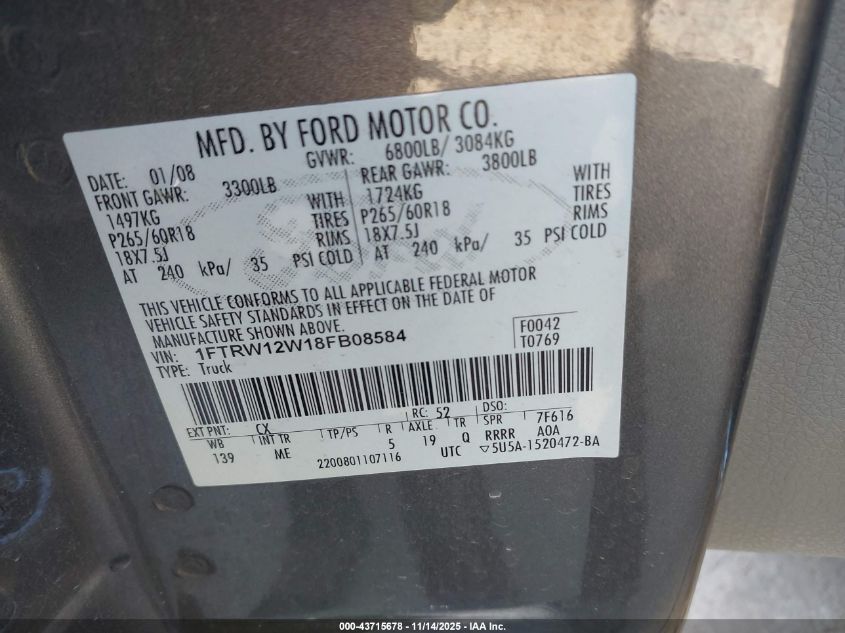 MFD. BY FORD MOTOR CO.
DATE: 01/08 GVWR: 6800LB/ 3084KG
FRONT GAWR: 3300LB REAR GAWR: 3800LB
1497KG WITH 1724KG WITH
P265/60R18 TIRES P265/60R18 TIRES
18X7.5J RIMS 18X7.5J RIMS
AT 240 kPa/ 35 PSI COLD AT 240 kPa/ 35 PSI COLD
THIS VEHICLE CONFORMS TO ALL APPLICABLE FEDERAL MOTOR
VEHICLE SAFETY STANDARDS IN EFFECT ON THE DATE OF
MANUFACTURE SHOWN ABOVE.
VIN: 1FTRW12W18FB08584 F0042
TYPE: Truck T0769
EXT PNT: CX RC: 52 DSO:
WB INT TR TP/PS R AXLE TR SPR 7F616
139 ME 5 19 Q RRRR A0A
2200801107116 UTC ▽5U5A-1520472-BA
000-43715678 - 11/14/2025 - IAA Inc.